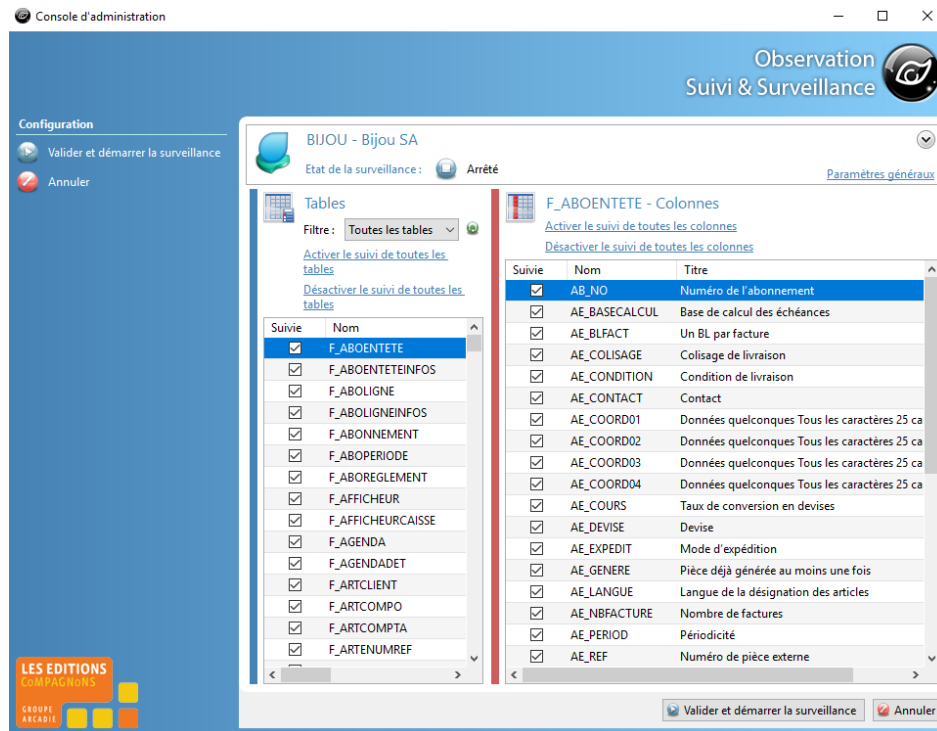 Console d'administration
Observation
Suivi & Surveillance
Configuration
Valider et démarrer la surveillance
Annuler
BIJOU - Bijou SA
Etat de la surveillance : Arrêté
Paramètres généraux
Tables
Filtre : Toutes les tables
Activer le suivi de toutes les
tables
Désactiver le suivi de toutes les
tables
Suivie Nom
F_ABOENTETE
F_ABOENTETEINFOS
F_ABOLIGNE
F_ABOLIGNEINFOS
F_ABONNEMENT
F_ABOPERIODE
F_ABOREGLEMENT
F_AFFICHEUR
F_AFFICHEURCAISSE
F_AGENDA
F_AGENDADET
F_ARTCLIENT
F_ARTCOMPO
F_ARTCOMPTA
F_ARTENUMREF
F_ABOENTETE - Colonnes
Activer le suivi de toutes les colonnes
Désactiver le suivi de toutes les colonnes
Suivie Nom Titre
AB_NO Numéro de l'abonnement
AE_BASECALCUL Base de calcul des échéances
AE_BLFACT Un BL par facture
AE_COLISAGE Colisage de livraison
AE_CONDITION Condition de livraison
AE_CONTACT Contact
AE_COORD01 Données quelconques Tous les caractères 25 ca
AE_COORD02 Données quelconques Tous les caractères 25 ca
AE_COORD03 Données quelconques Tous les caractères 25 ca
AE_COORD04 Données quelconques Tous les caractères 25 ca
AE_COURS Taux de conversion en devises
AE_DEVISE Devise
AE_EXPEDIT Mode d'expédition
AE_GENERE Pièce déjà générée au moins une fois
AE_LANGUE Langue de la désignation des articles
AE_NBFACTURE Nombre de factures
AE_PERIOD Périodicité
AE_REF Numéro de pièce externe
LES EDITIONS
CoMPAGNoNS
GROUPE
ARCADIE
Valider et démarrer la surveillance
Annuler